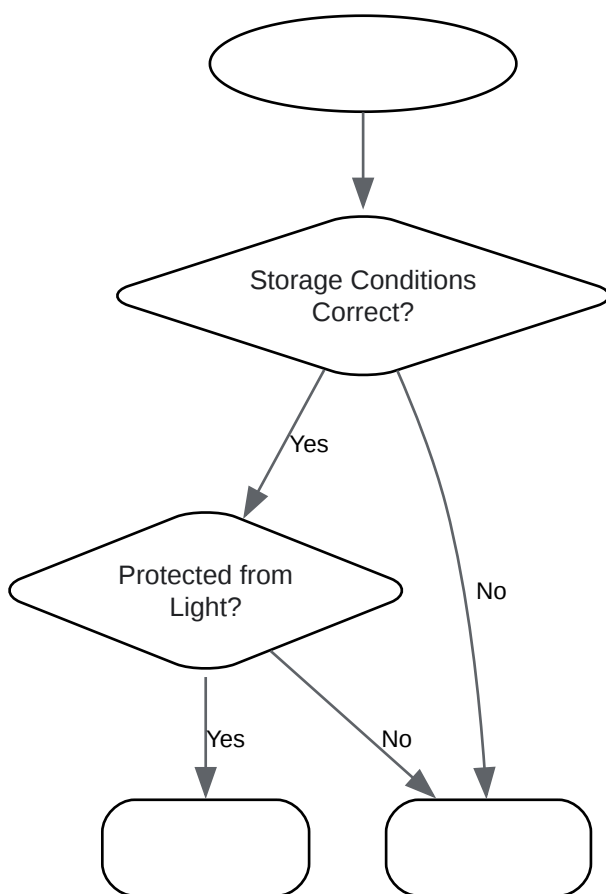 Storage Conditions
Correct?
Yes
No
Protected from
Light?
Yes
No